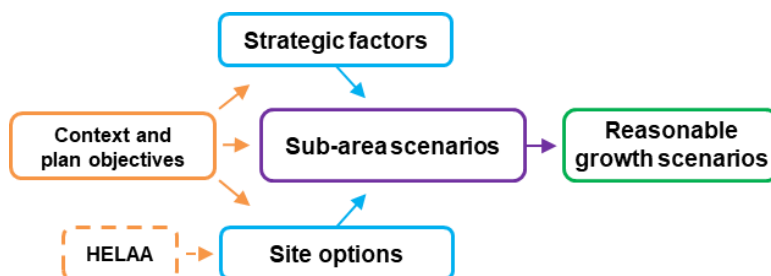 Strategic factors
Context and
plan objectives
Sub-area scenarios
Reasonable
growth scenarios
HELAA
Site options